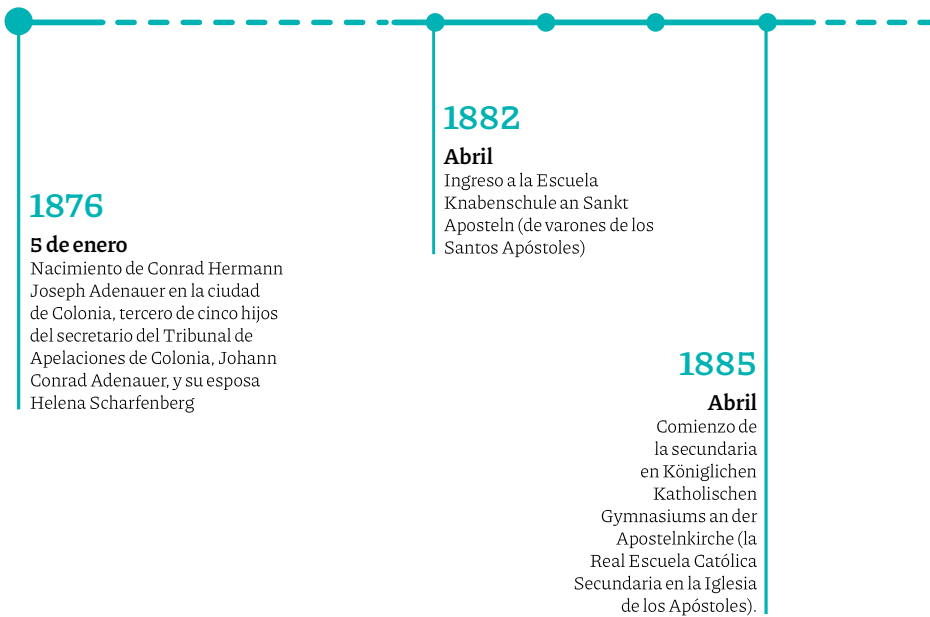 1876
5 de enero
Nacimiento de Conrad Hermann
Joseph Adenauer en la ciudad
de Colonia, tercero de cinco hijos
del secretario del Tribunal de
Apelaciones de Colonia, Johann
Conrad Adenauer, y su esposa
Helena Scharfenberg
1882
Abril
Ingreso a la Escuela
Knabenschule an Sankt
Aposteln (de varones de los
Santos Apóstoles)
1885
Abril
Comienzo de
la secundaria
en Königlichen
Katholischen
Gymnasiums an der
Apostelnkirche (la
Real Escuela Católica
Secundaria en la Iglesia
de los Apóstoles).